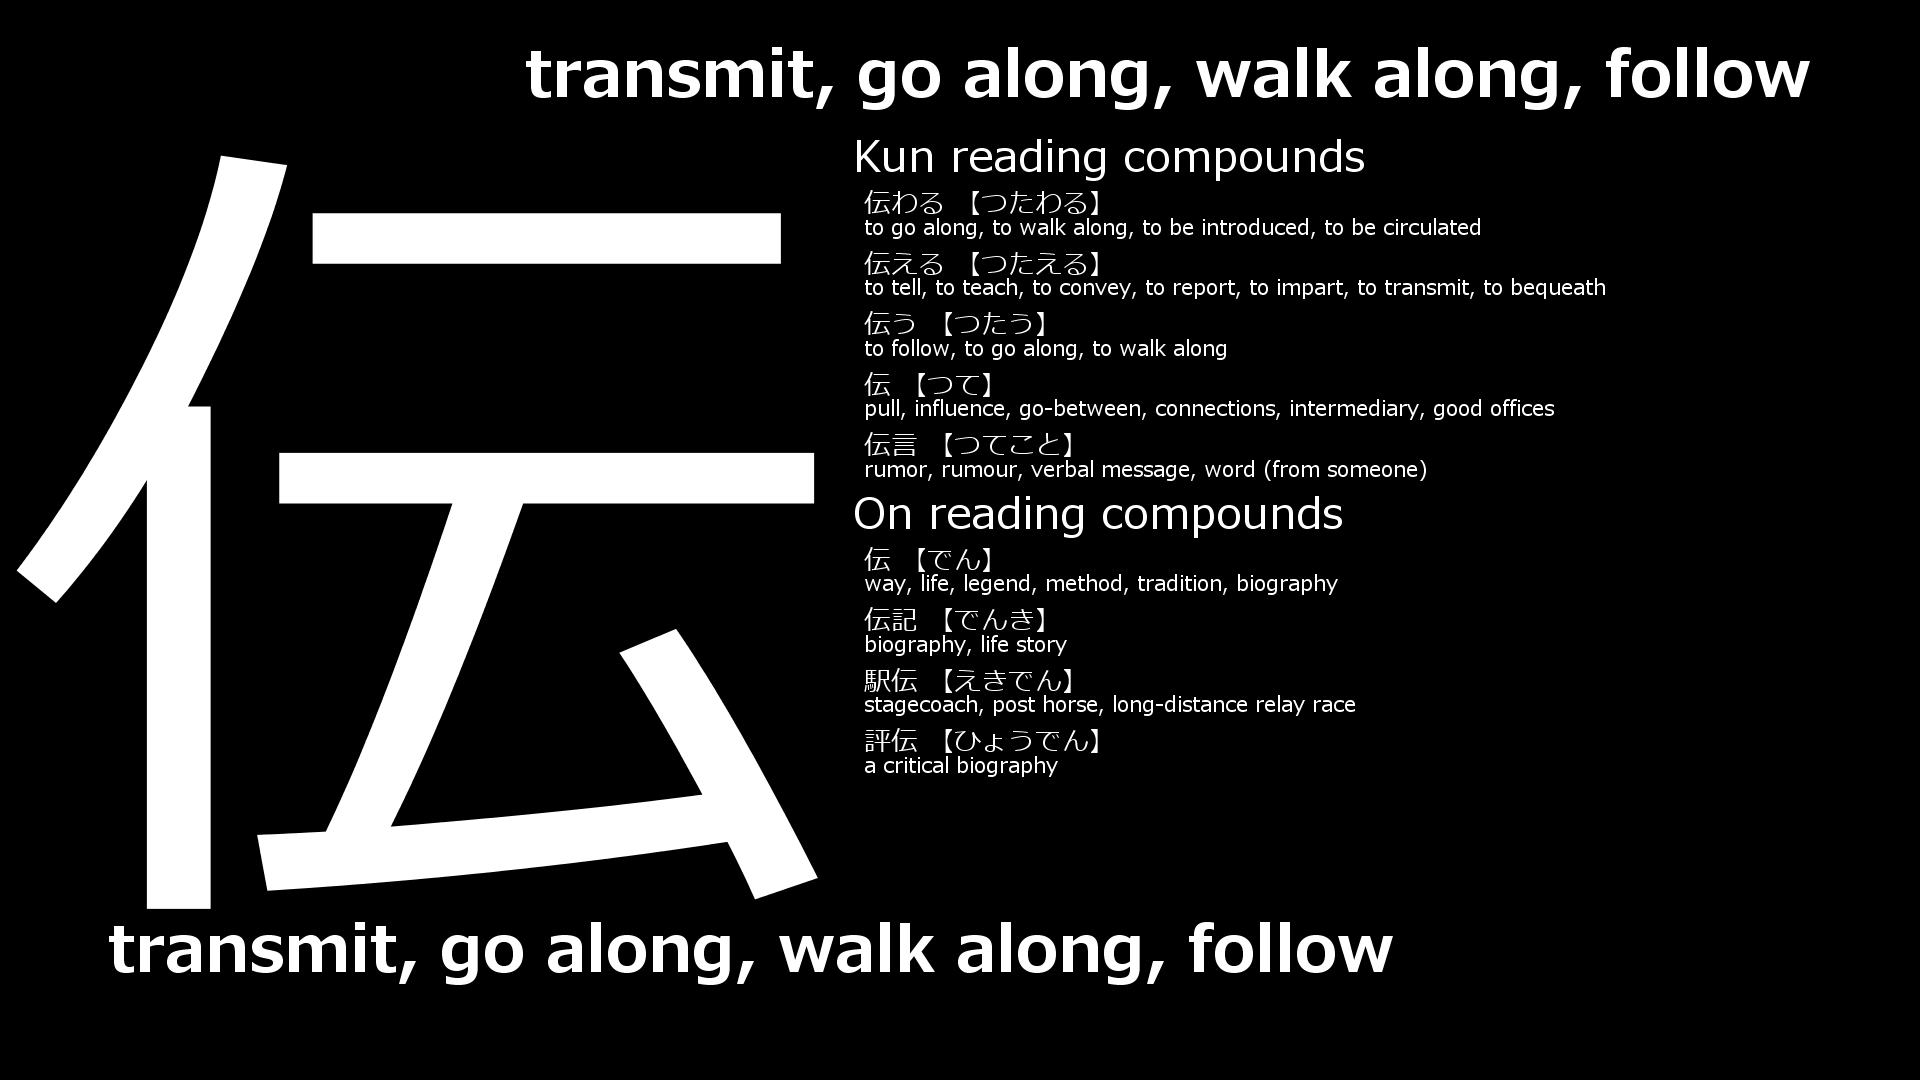 transmit, go along, walk along, follow
伝
Kun reading compounds
伝わる 【つたわる】
to go along, to walk along, to be introduced, to be circulated
伝える 【つたえる】
to tell, to teach, to convey, to report, to impart, to transmit, to bequeath
伝う 【つたう】
to follow, to go along, to walk along
伝 【つて】
pull, influence, go-between, connections, intermediary, good offices
伝言 【つてこと】
rumor, rumour, verbal message, word (from someone)
On reading compounds
伝 【でん】
way, life, legend, method, tradition, biography
伝記 【でんき】
biography, life story
駅伝 【えきでん】
stagecoach, post horse, long-distance relay race
評伝 【ひょうでん】
a critical biography
transmit, go along, walk along, follow